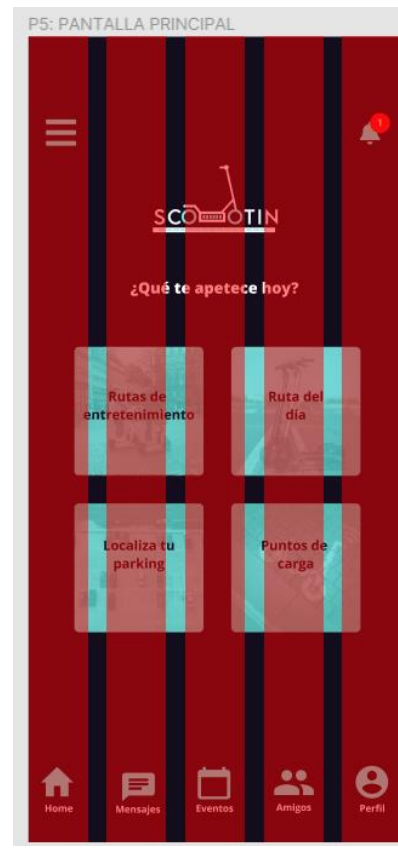 P5: PANTALLA PRINCIPAL
1
SCOOTIN
¿Qué te apetece hoy?
Rutas de
entretenimiento
Ruta del
día
Localiza tu
parking
Puntos de
carga
Home
Mensajes
Eventos
Amigos
Perfil